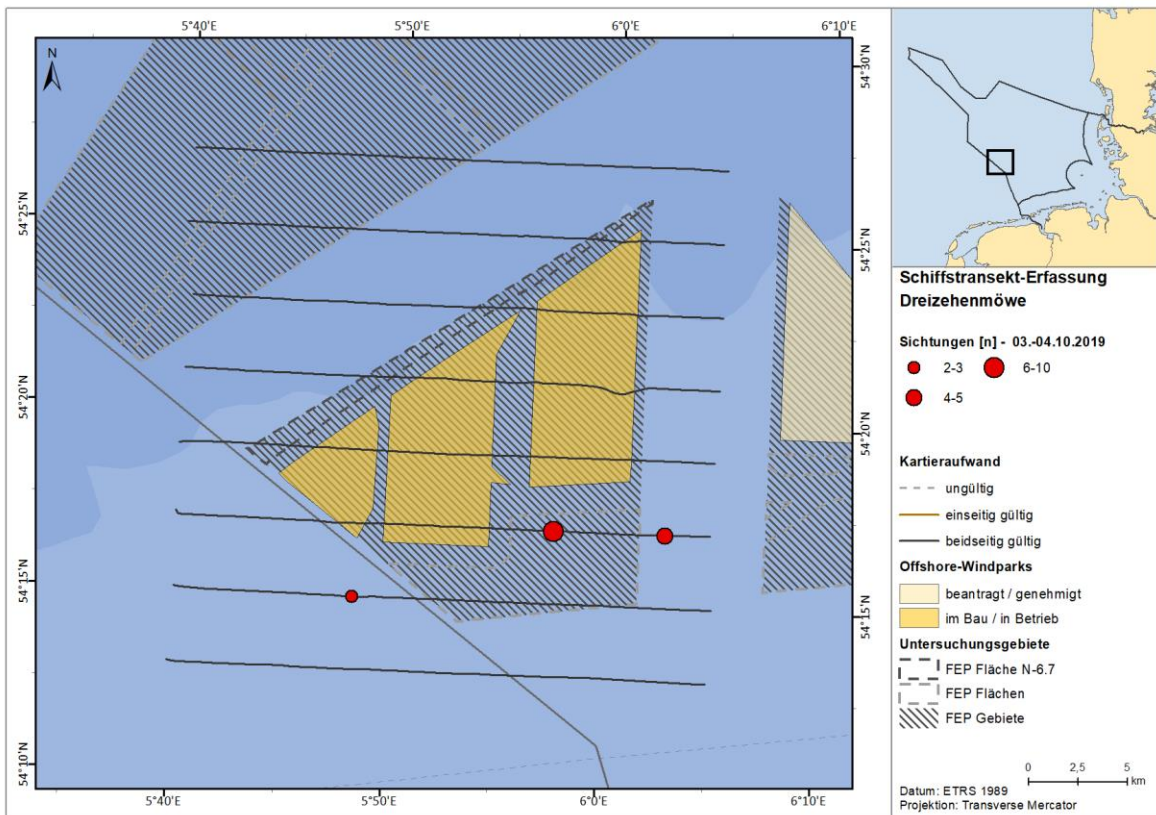 5°40'E 5°50'E 6°0'E 6°10'E
N
54°30'N
54°25'N
54°25'N
54°20'N
54°20'N
54°15'N
54°15'N
54°10'N
5°40'E 5°50'E 6°0'E 6°10'E
Schiffstransekt-Erfassung
Dreizehenmöwe
Sichtungen [n] - 03.-04.10.2019
2-3 6-10
4-5
Kartieraufwand
ungültig
einseitig gültig
beidseitig gültig
Offshore-Windparks
beantragt / genehmigt
im Bau / in Betrieb
Untersuchungsgebiete
FEP Fläche N-6.7
FEP Flächen
FEP Gebiete
0 2,5 5
km
Datum: ETRS 1989
Projektion: Transverse Mercator